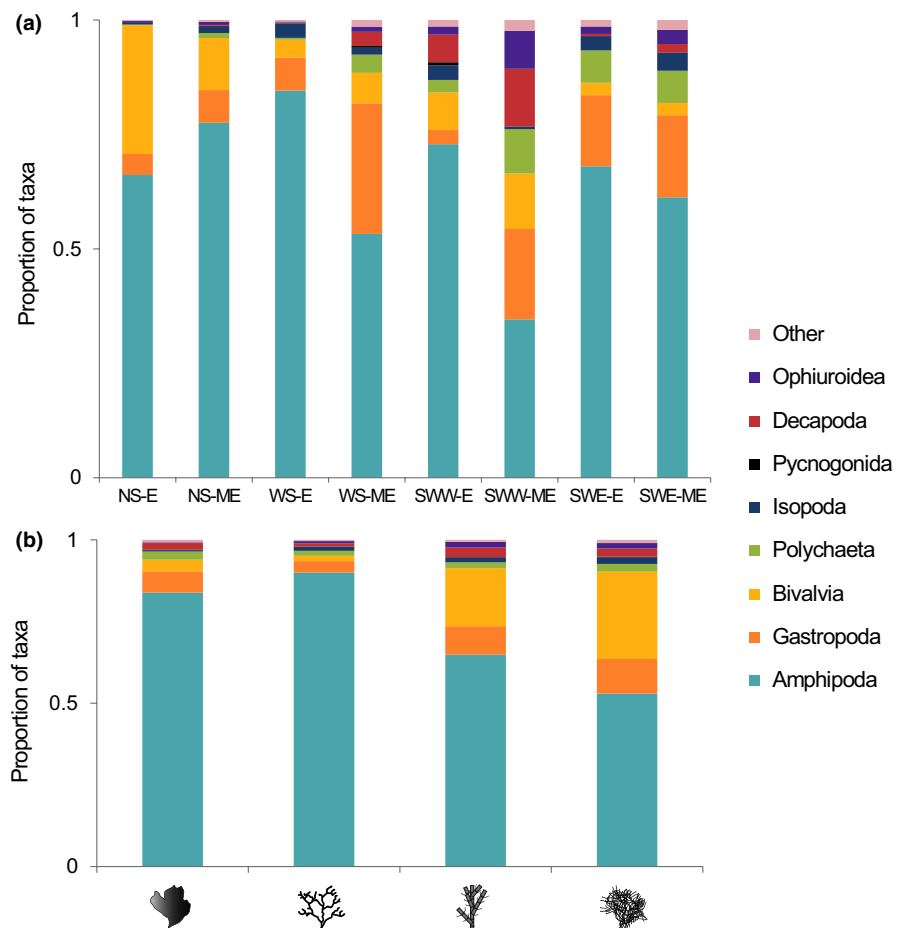 (a)
Proportion of taxa
1
0.5
0
NS-E NS-ME WS-E WS-ME SWW-E SWW-ME SWE-E SWE-ME
Other
Ophiuroidea
Decapoda
Pycnogonida
Isopoda
Polychaeta
Bivalvia
Gastropoda
Amphipoda
(b)
Proportion of taxa
1
0.5
0